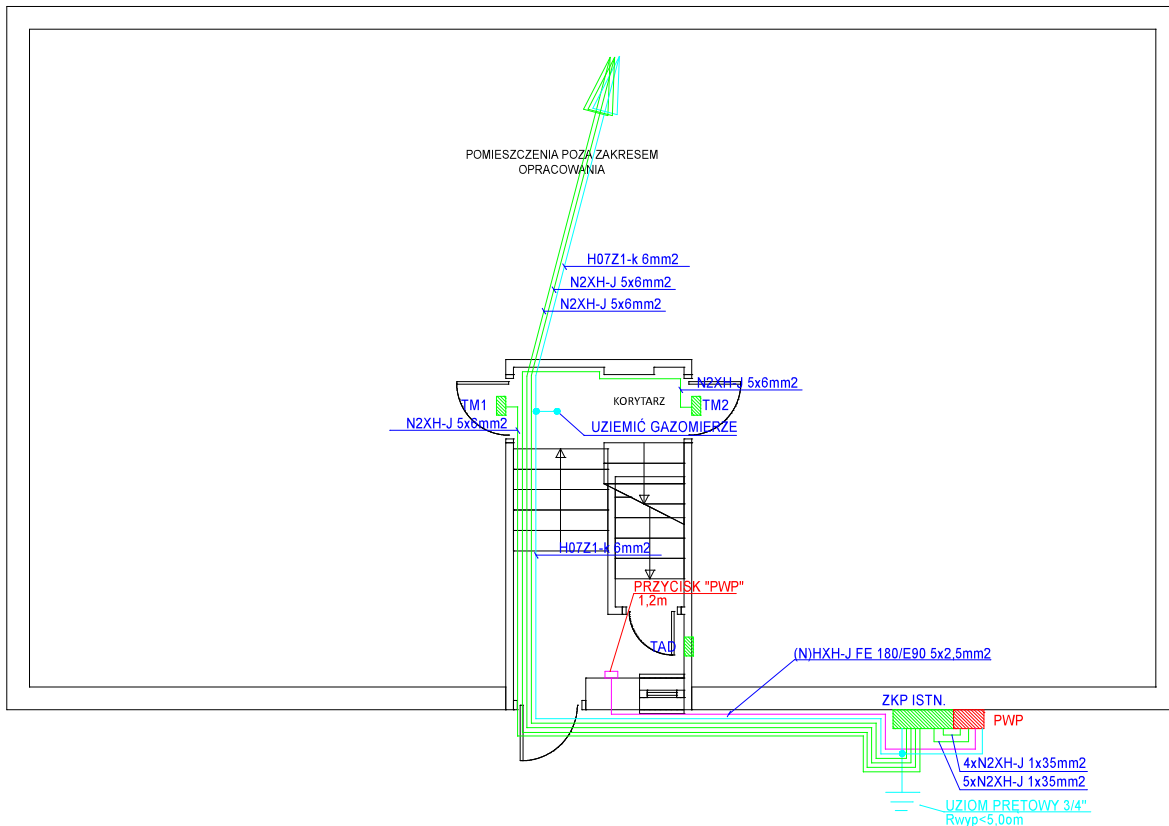 POMIESZCZENIA POZA ZAKRESEM
OPRACOWANIA
H07Z1-k 6mm2
N2XH-J 5x6mm2
N2XH-J 5x6mm2
N2XH-J 5x6mm2
KORYTARZ
TM1
TM2
N2XH-J 5x6mm2
UZIEMIĆ GAZOMIERZE
H07Z1-k 6mm2
PRZYCISK "PWP"
1,2m
TAD
(N)HXH-J FE 180/E90 5x2,5mm2
ZKP ISTN.
PWP
4xN2XH-J 1x35mm2
5xN2XH-J 1x35mm2
UZIOM PRĘTOWY 3/4"
Rwyp<5,0om